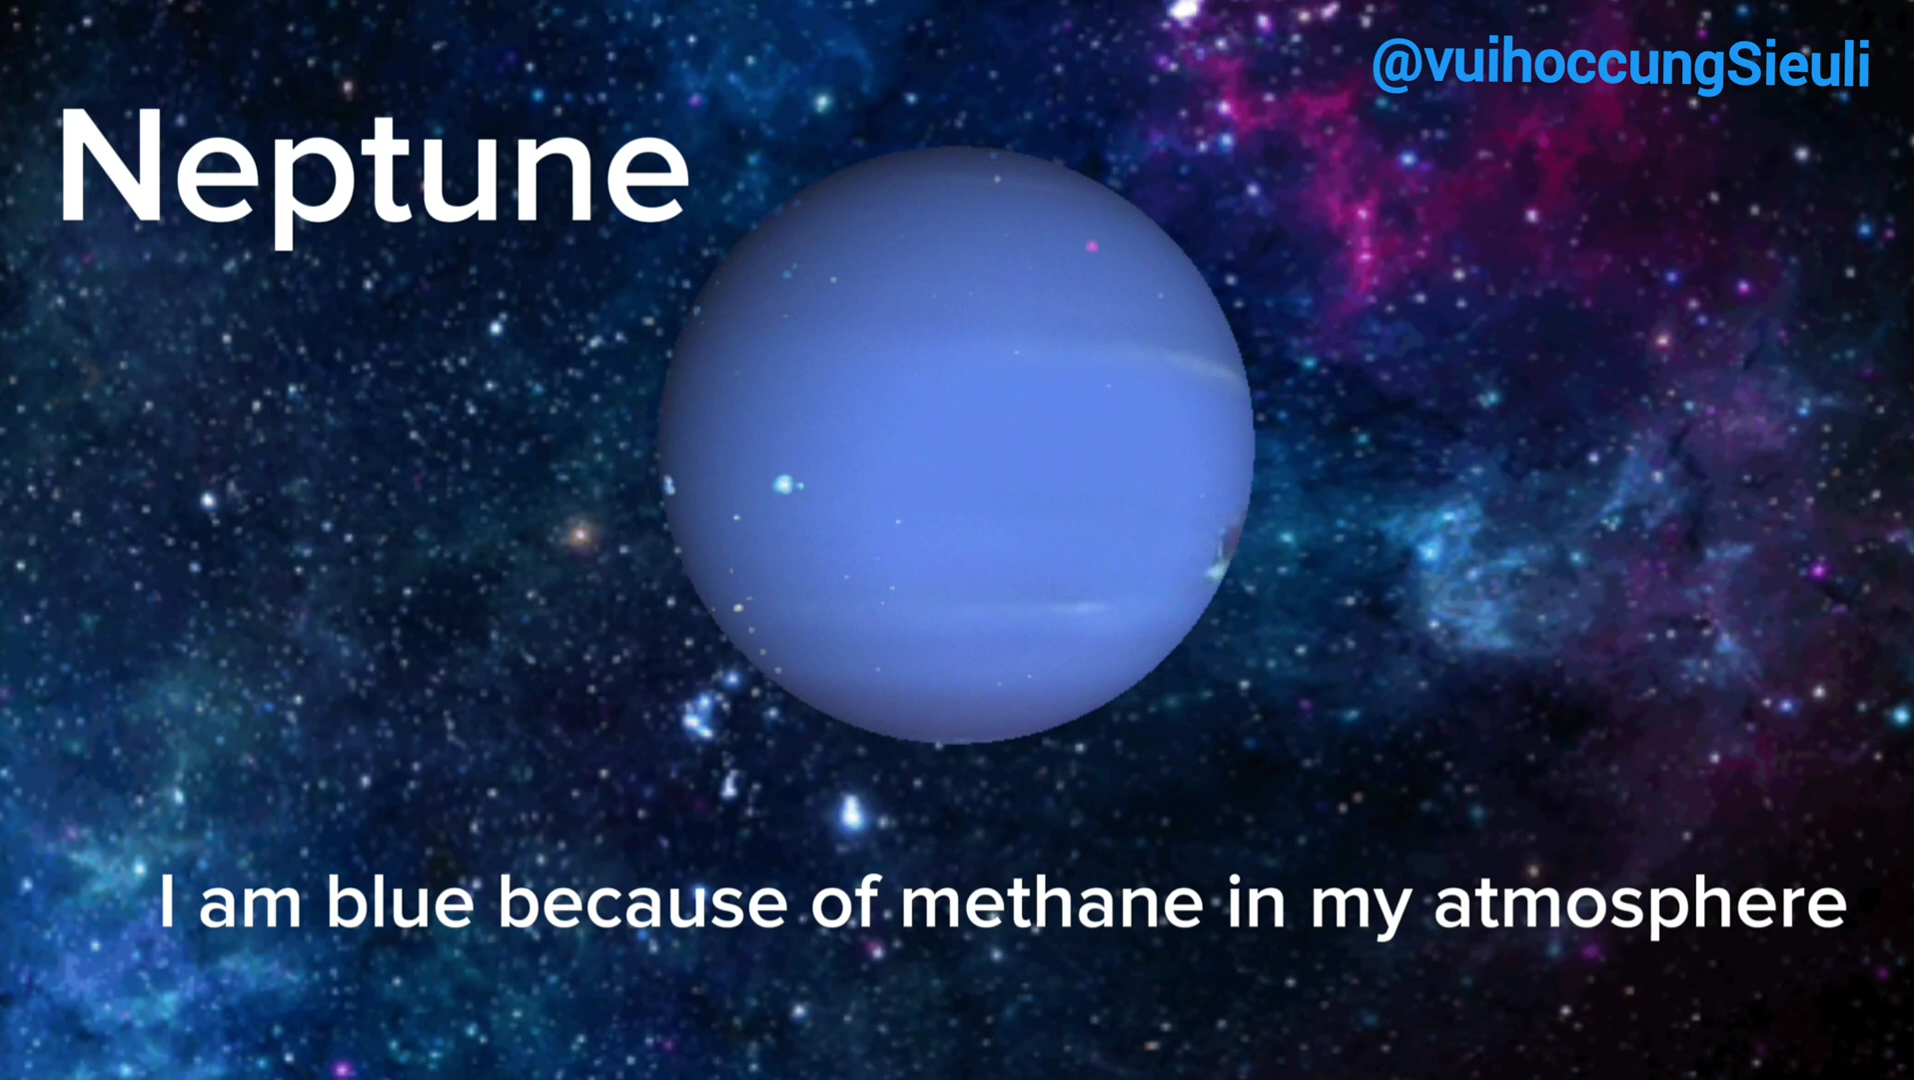 @vuihoccungSieuli
Neptune
I am blue because of methane in my atmosphere